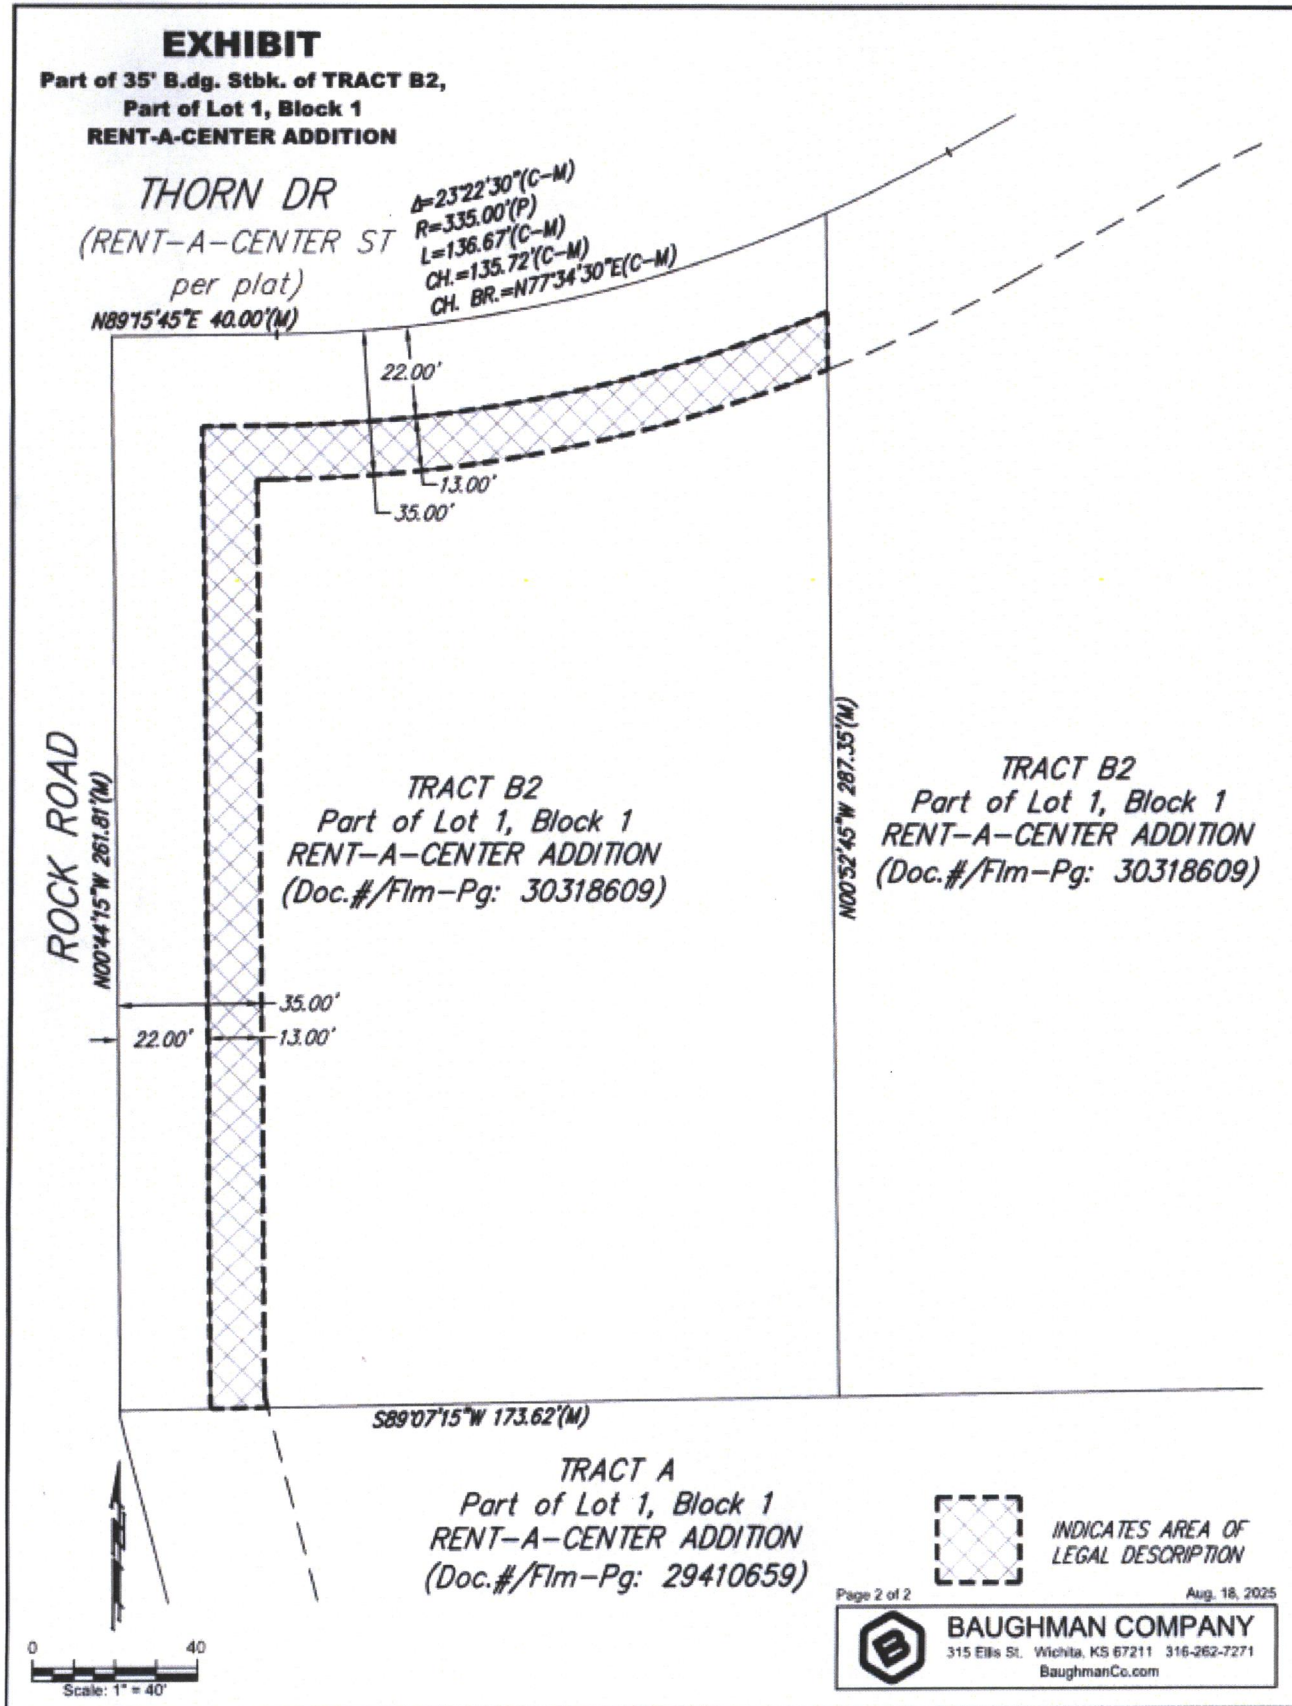 EXHIBIT
Part of 35' B.dg. Stbk. of TRACT B2,
Part of Lot 1, Block 1
RENT-A-CENTER ADDITION
THORN DR
(RENT-A-CENTER ST
per plat)
Δ=23°22'30"(C-M)
R=335.00'(P)
L=136.67'(C-M)
CH.=135.72'(C-M)
CH. BR.=N77°34'30"E(C-M)
N89°15'45"E 40.00'(M)
22.00'
13.00'
35.00'
ROCK ROAD
N00°44'15"W 261.81'(M)
TRACT B2
Part of Lot 1, Block 1
RENT-A-CENTER ADDITION
(Doc.#/Flm-Pg: 30318609)
N00°52'45"W 287.35'(M)
TRACT B2
Part of Lot 1, Block 1
RENT-A-CENTER ADDITION
(Doc.#/Flm-Pg: 30318609)
35.00'
22.00'
13.00'
S89°07'15"W 173.62'(M)
TRACT A
Part of Lot 1, Block 1
RENT-A-CENTER ADDITION
(Doc.#/Flm-Pg: 29410659)
INDICATES AREA OF
LEGAL DESCRIPTION
0 40
Scale: 1" = 40'
Page 2 of 2
Aug. 18, 2025
B
BAUGHMAN COMPANY
315 Ellis St. Wichita, KS 67211 316-262-7271
BaughmanCo.com